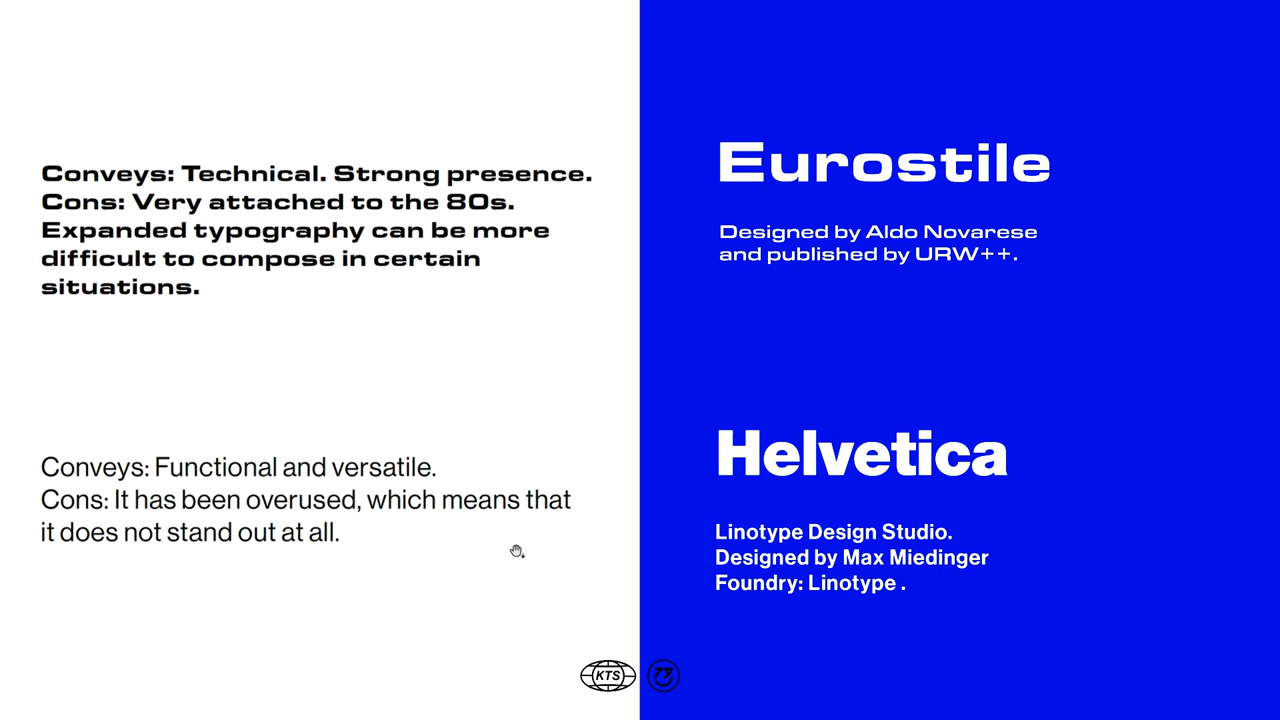 Conveys: Technical. Strong presence.
Cons: Very attached to the 80s.
Expanded typography can be more
difficult to compose in certain
situations.
Eurostile
Designed by Aldo Novarese
and published by URW++.
Conveys: Functional and versatile.
Cons: It has been overused, which means that
it does not stand out at all.
Helvetica
Linotype Design Studio.
Designed by Max Miedinger
Foundry: Linotype .
KTS